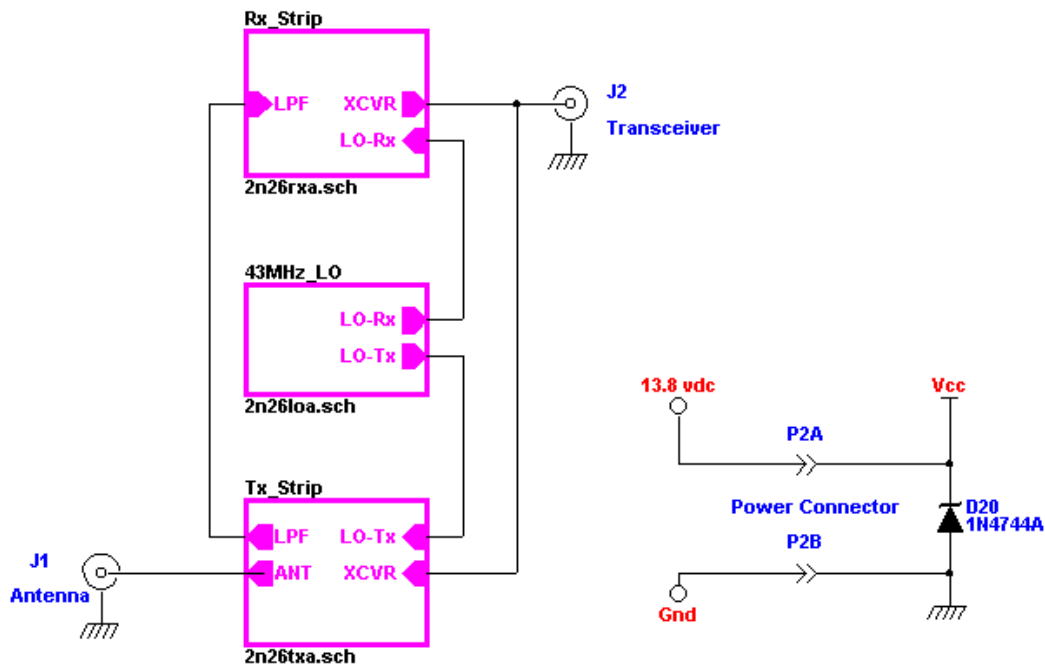 Rx_Strip
LPF XCVR
LO-Rx
2n26rxa.sch
J2
Transceiver
43MHz_LO
LO-Rx
LO-Tx
2n26loa.sch
Tx_Strip
LPF LO-Tx
ANT XCVR
2n26txa.sch
J1
Antenna
13.8 vdc
Vcc
P2A
Power Connector
D20
1N4744A
P2B
Gnd